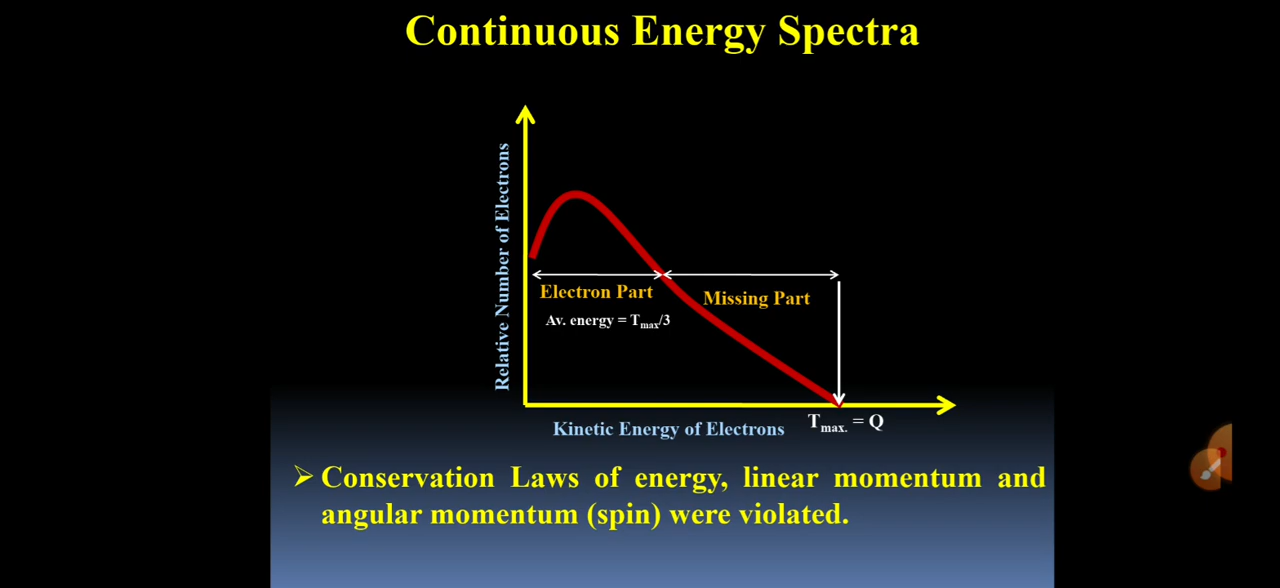 Continuous Energy Spectra
Relative Number of Electrons
Electron Part
Missing Part
Av. energy = Tmax/3
Kinetic Energy of Electrons
Tmax. = Q
➢ Conservation Laws of energy, linear momentum and
angular momentum (spin) were violated.